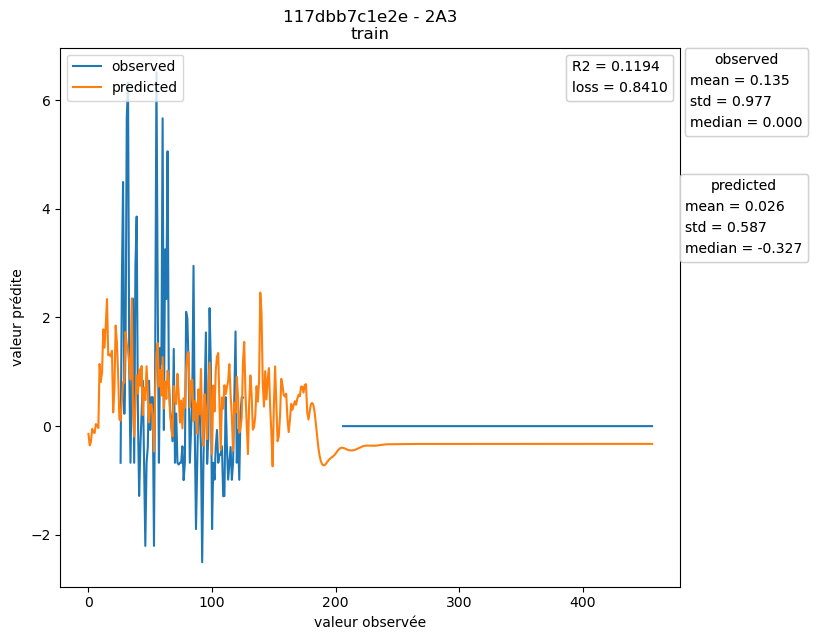 117dbb7c1e2e - 2A3
train
observed
predicted
R2 = 0.1194
loss = 0.8410
observed
mean = 0.135
std = 0.977
median = 0.000
predicted
mean = 0.026
std = 0.587
median = -0.327
valeur prédite
6
4
2
0
−2
0
100
200
300
400
valeur observée